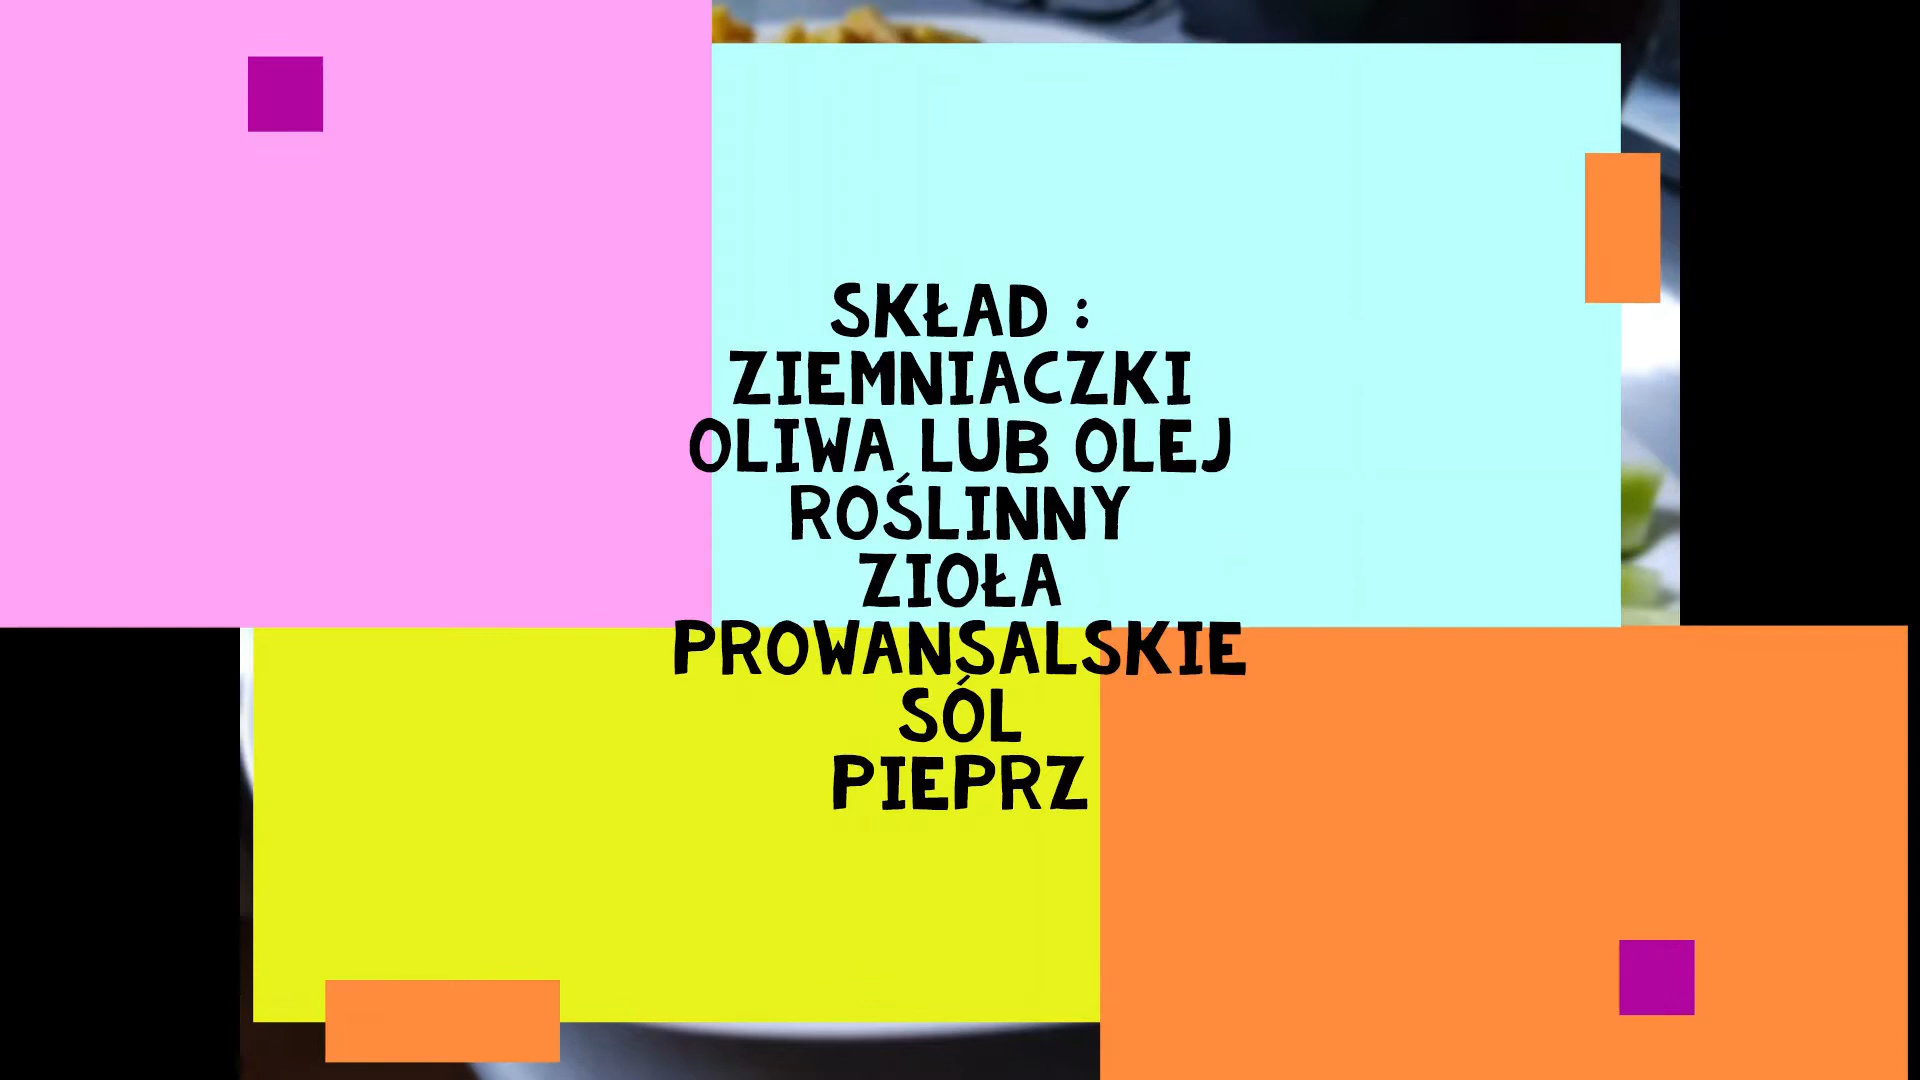 SKŁAD :
ZIEMNIACZKI
OLIWA LUB OLEJ
ROŚLINNY
ZIOŁA
PROWANSALSKIE
SÓL
PIEPRZ